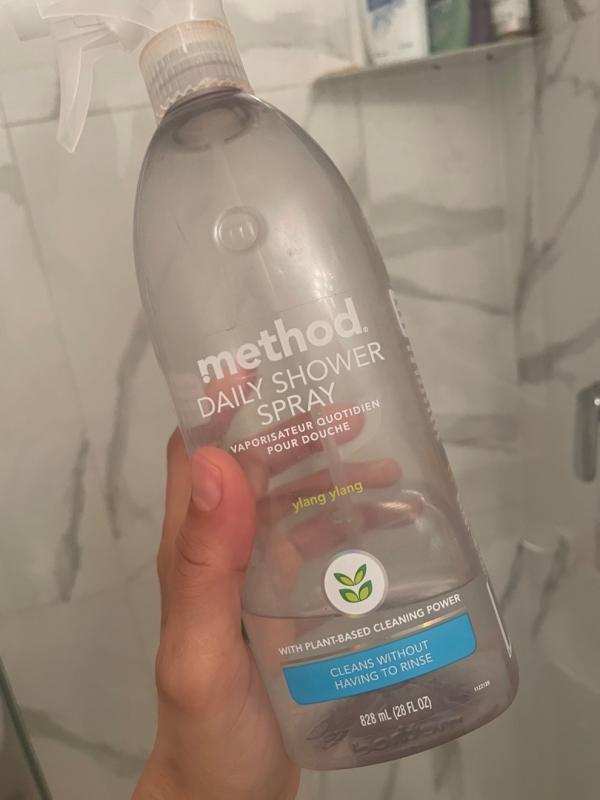 m
method®
DAILY SHOWER
SPRAY
VAPORISATEUR QUOTIDIEN
POUR DOUCHE
ylang ylang
WITH PLANT-BASED CLEANING POWER
CLEANS WITHOUT
HAVING TO RINSE
828 mL (28 FL OZ)